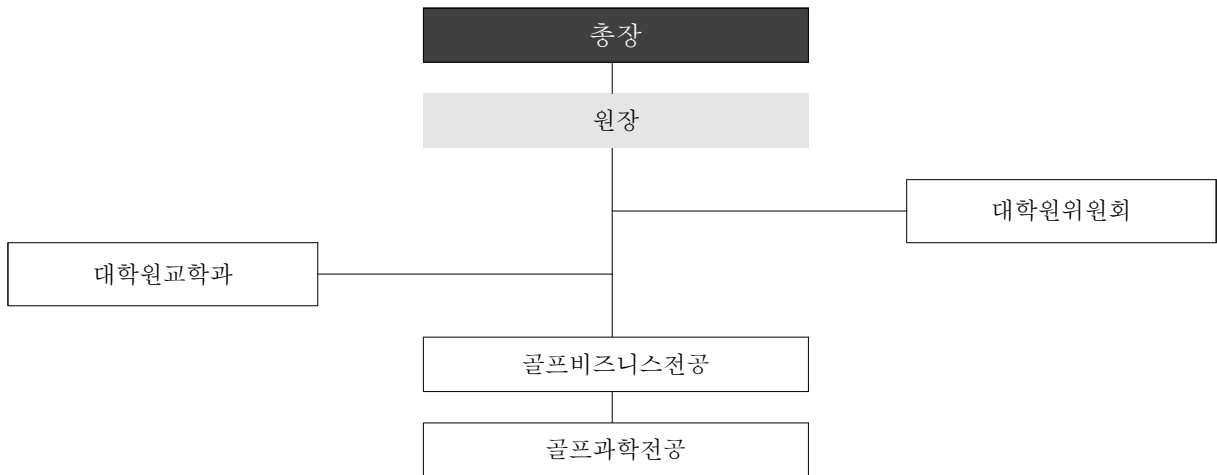 총장
원장
대학원위원회
대학원교학과
골프비즈니스전공
골프과학전공